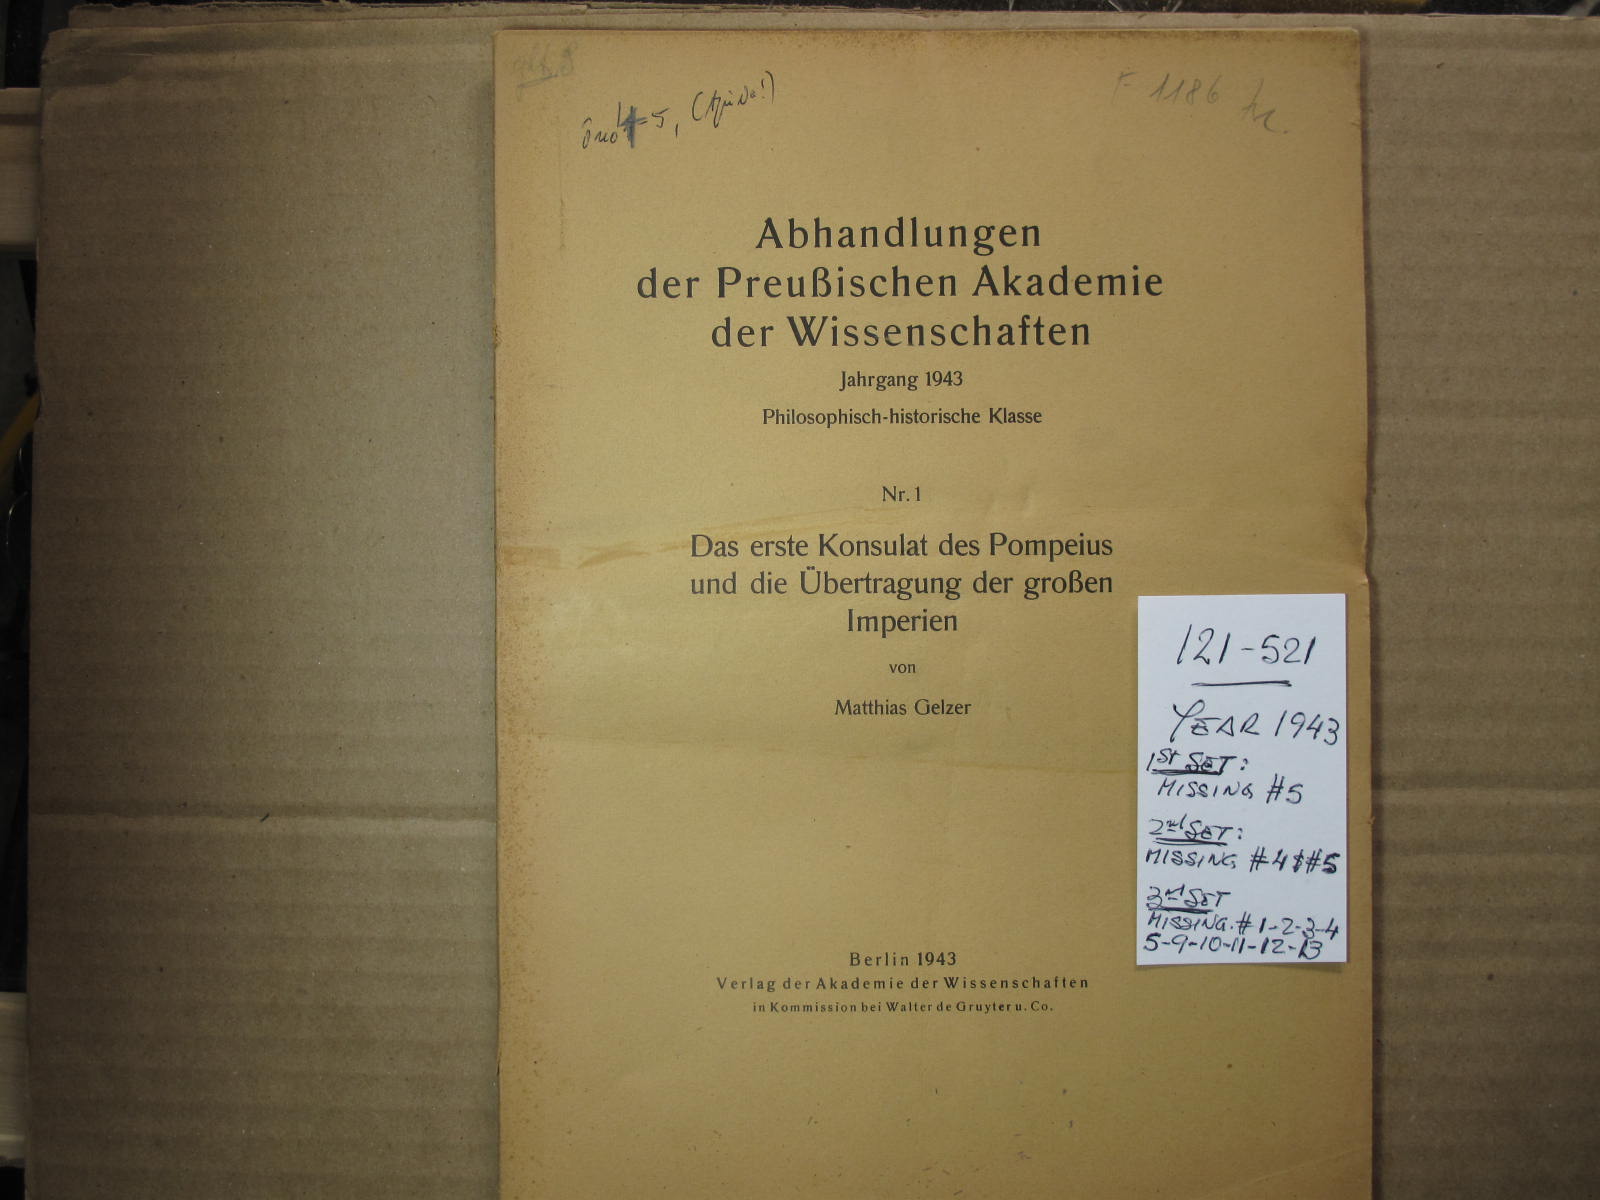 F 1186
Abhandlungen
der Preußischen Akademie
der Wissenschaften
Jahrgang 1943
Philosophisch-historische Klasse
Nr. 1
Das erste Konsulat des Pompeius
und die Übertragung der großen
Imperien
von
Matthias Gelzer
Berlin 1943
Verlag der Akademie der Wissenschaften
in Kommission bei Walter de Gruyter u. Co.
121-521
YEAR 1943
1st SET:
MISSING #5
2nd SET:
MISSING #4 $ #5
3rd SET
MISSING. # 1-2-3-4
5-9-10-11-12-13